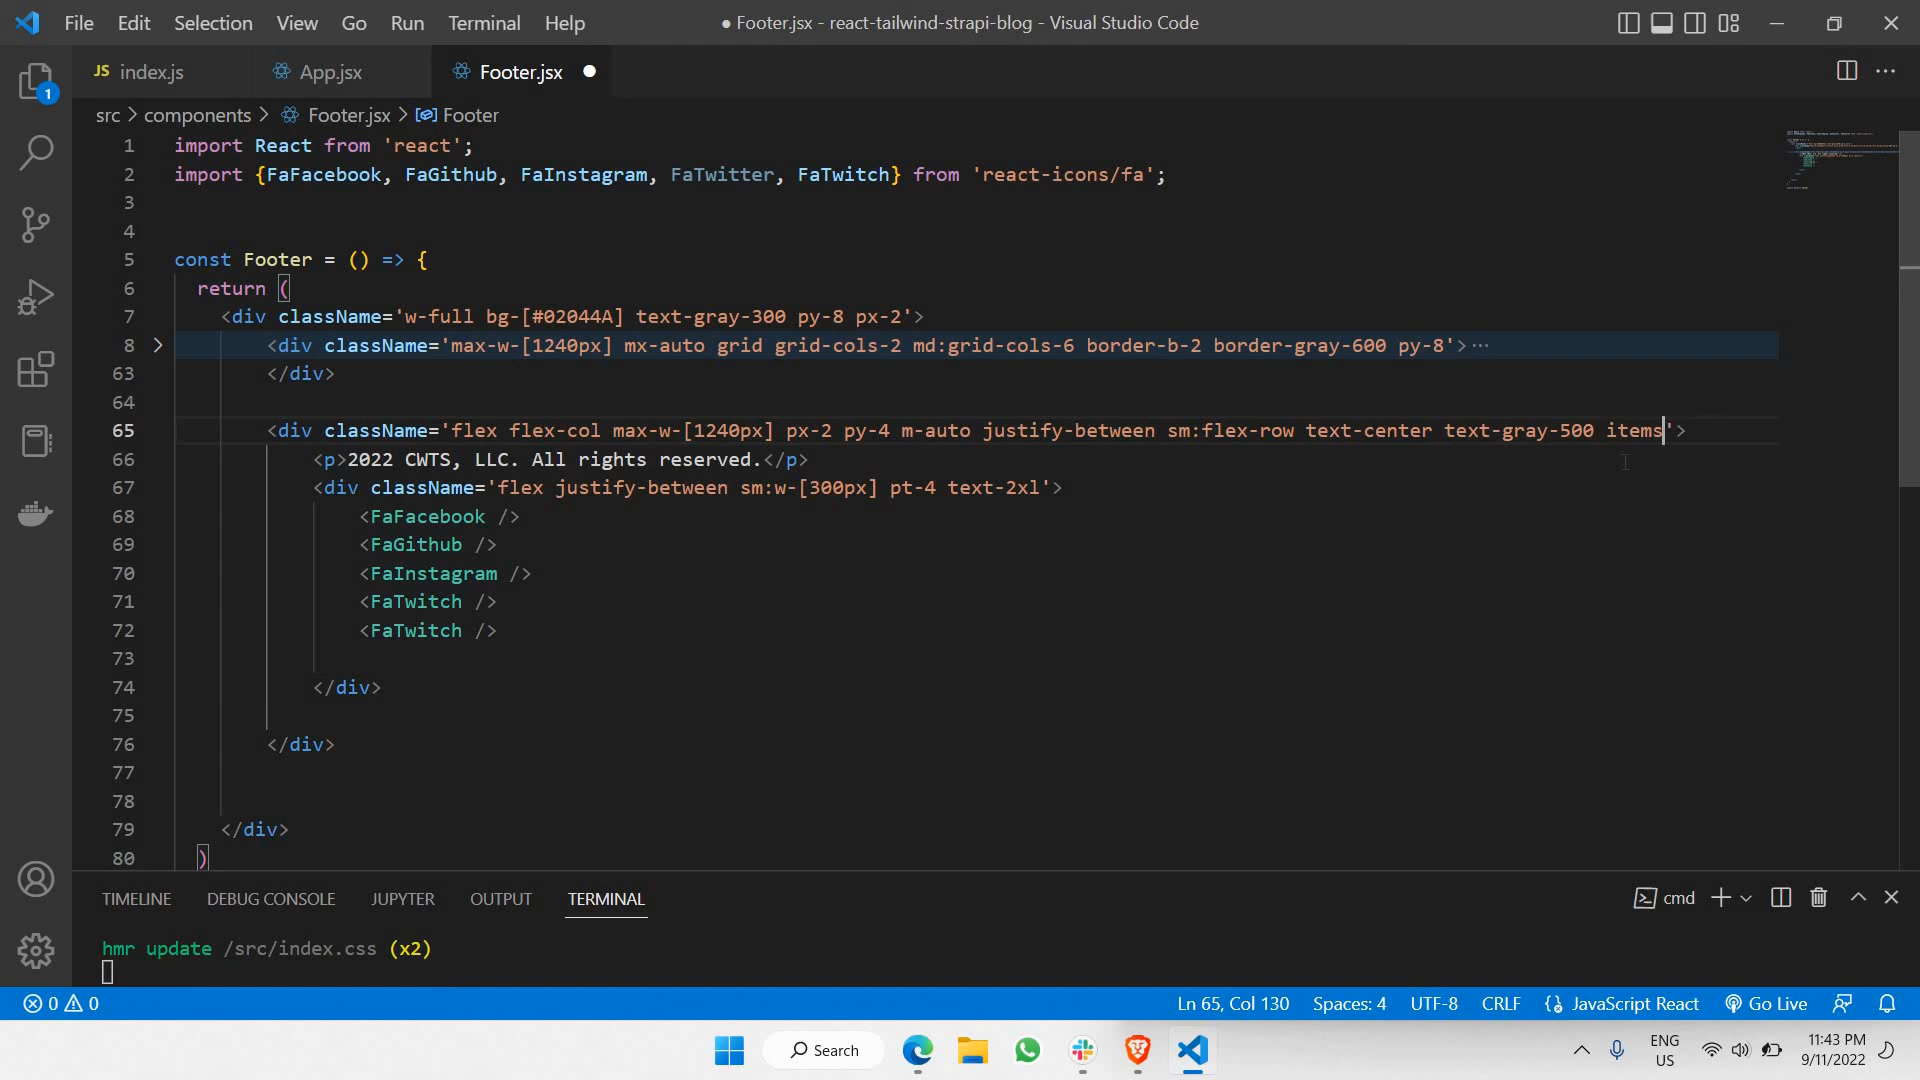 File Edit Selection View Go Run Terminal Help
● Footer.jsx - react-tailwind-strapi-blog - Visual Studio Code
JS index.js App.jsx Footer.jsx ●
1
src > components > Footer.jsx > Footer
1 import React from 'react';
2 import {FaFacebook, FaGithub, FaInstagram, FaTwitter, FaTwitch} from 'react-icons/fa';
3
4
5 const Footer = () => {
6 return (
7 <div className='w-full bg-[#02044A] text-gray-300 py-8 px-2'>
8 <div className='max-w-[1240px] mx-auto grid grid-cols-2 md:grid-cols-6 border-b-2 border-gray-600 py-8'>···
63 </div>
64
65 <div className='flex flex-col max-w-[1240px] px-2 py-4 m-auto justify-between sm:flex-row text-center text-gray-500 items'>
66 <p>2022 CWTS, LLC. All rights reserved.</p>
67 <div className='flex justify-between sm:w-[300px] pt-4 text-2xl'>
68 <FaFacebook />
69 <FaGithub />
70 <FaInstagram />
71 <FaTwitch />
72 <FaTwitch />
73
74 </div>
75
76 </div>
77
78
79 </div>
80 )
TIMELINE DEBUG CONSOLE JUPYTER OUTPUT TERMINAL
cmd
hmr update /src/index.css (x2)
0 0 Ln 65, Col 130 Spaces: 4 UTF-8 CRLF JavaScript React Go Live
Search
ENG
US
11:43 PM
9/11/2022